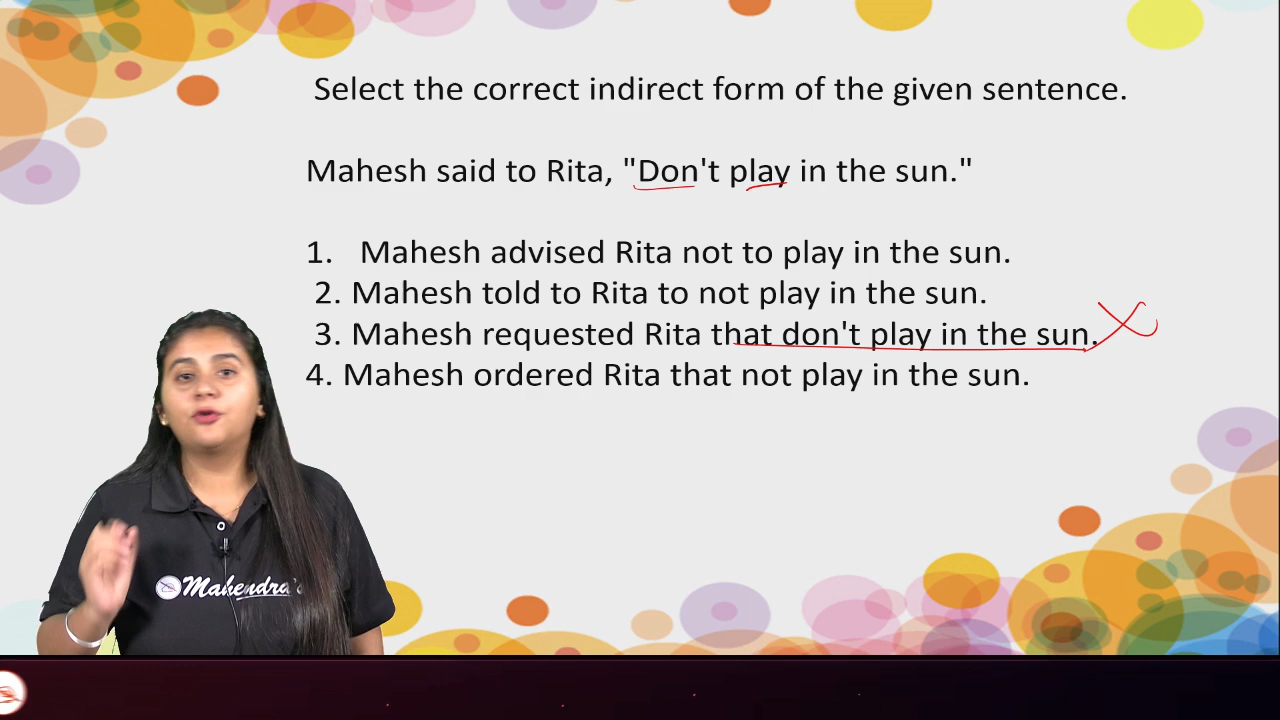 Select the correct indirect form of the given sentence.
Mahesh said to Rita, "Don't play in the sun."
1. Mahesh advised Rita not to play in the sun.
2. Mahesh told to Rita to not play in the sun.
3. Mahesh requested Rita that don't play in the sun.
4. Mahesh ordered Rita that not play in the sun.
Mahendra's